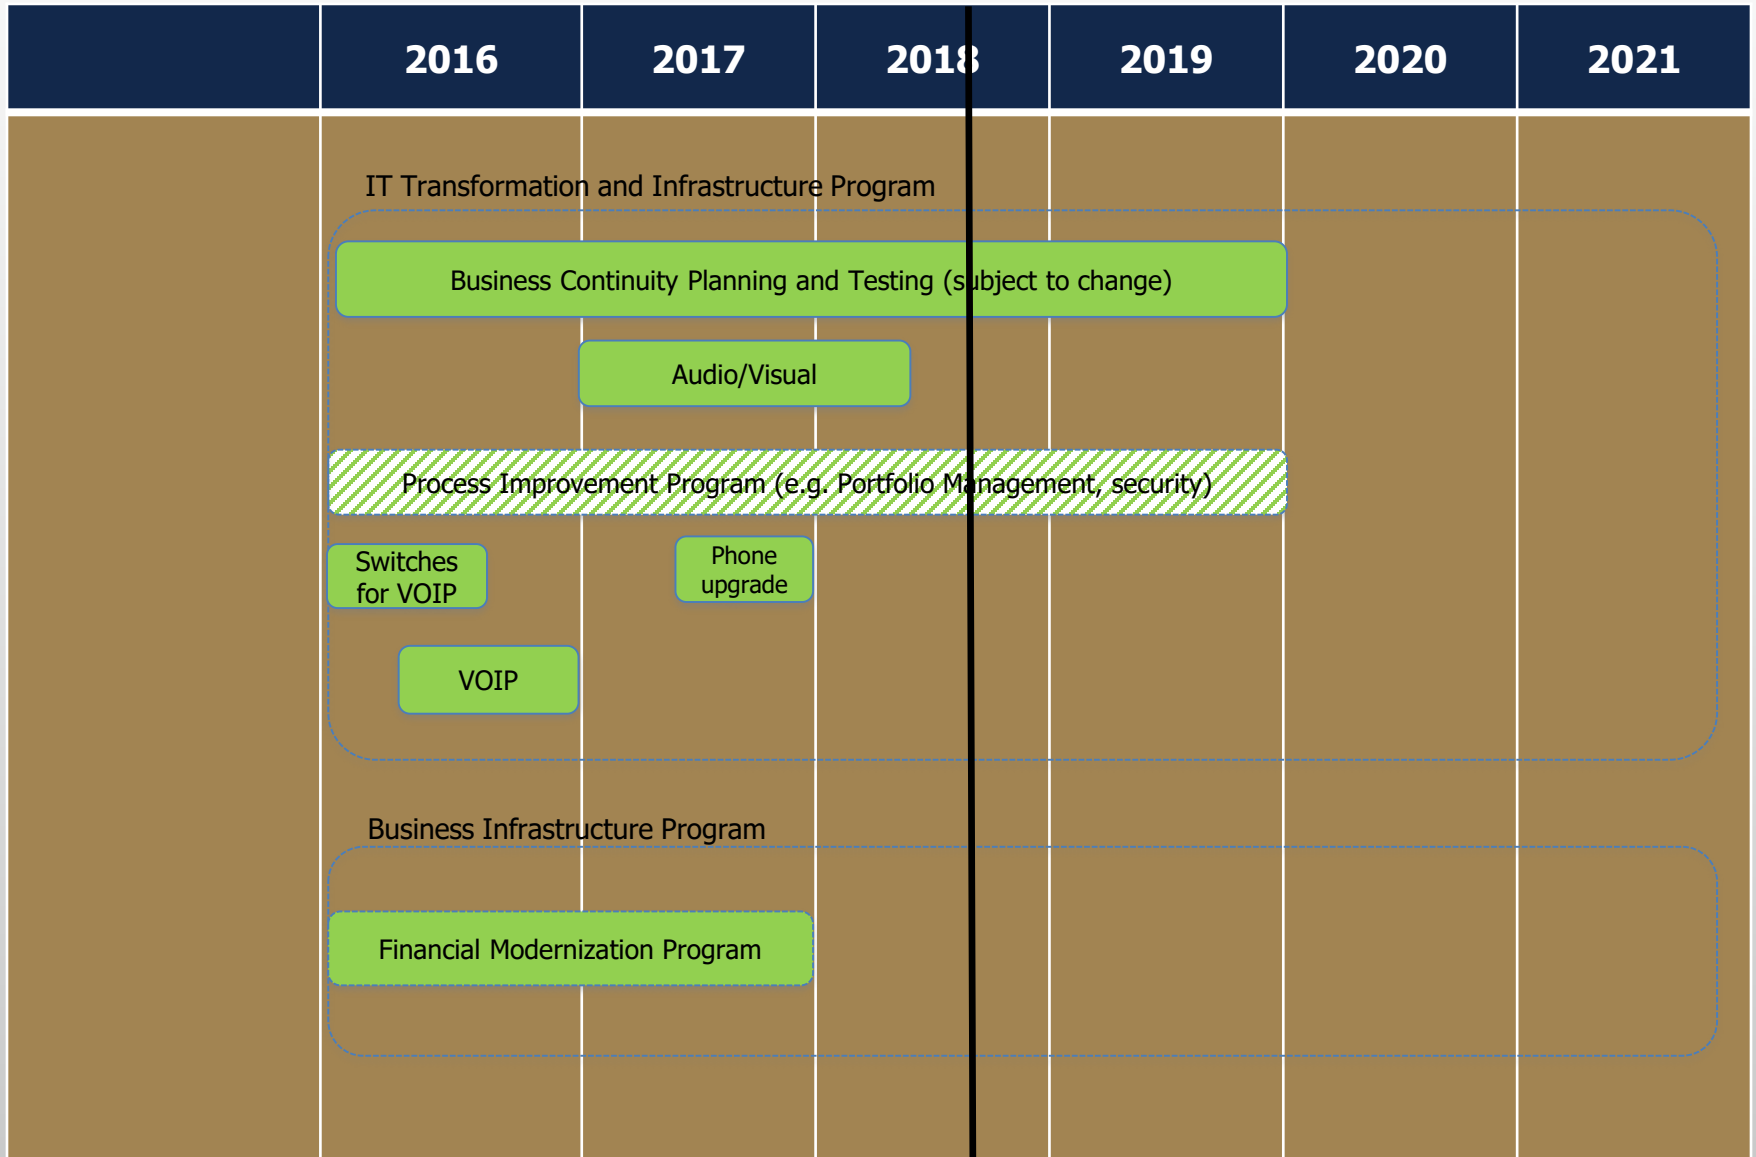 2016 2017 2018 2019 2020 2021
IT Transformation and Infrastructure Program
Business Continuity Planning and Testing (subject to change)
Audio/Visual
Process Improvement Program (e.g. Portfolio Management, security)
Switches
for VOIP
Phone
upgrade
VOIP
Business Infrastructure Program
Financial Modernization Program